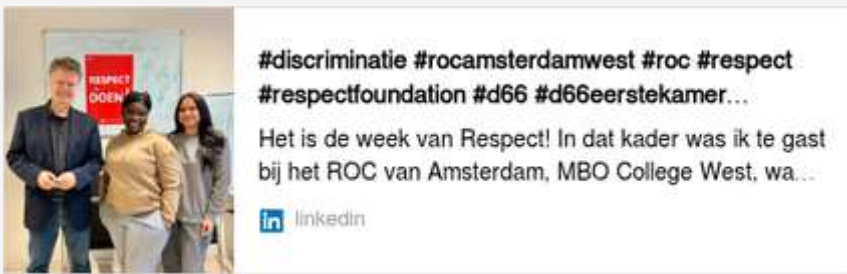 RESPECT
DOEN!
#discriminatie #rocamsterdamwest #roc #respect
#respectfoundation #d66 #d66eerstekamer...
Het is de week van Respect! In dat kader was ik te gast
bij het ROC van Amsterdam, MBO College West, wa...
in linkedin